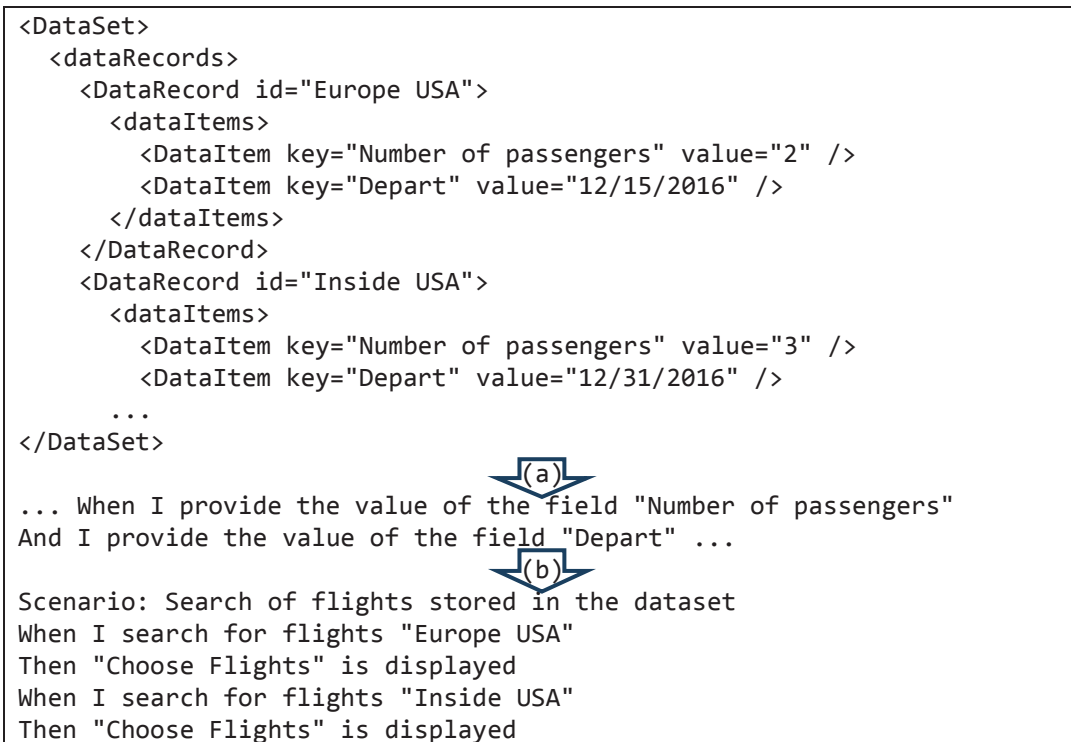 <DataSet>
<dataRecords>
<DataRecord id="Europe USA">
<dataItems>
<DataItem key="Number of passengers" value="2" />
<DataItem key="Depart" value="12/15/2016" />
</dataItems>
</DataRecord>
<DataRecord id="Inside USA">
<dataItems>
<DataItem key="Number of passengers" value="3" />
<DataItem key="Depart" value="12/31/2016" />
...
</DataSet>
(a)
... When I provide the value of the field "Number of passengers"
And I provide the value of the field "Depart" ...
(b)
Scenario: Search of flights stored in the dataset
When I search for flights "Europe USA"
Then "Choose Flights" is displayed
When I search for flights "Inside USA"
Then "Choose Flights" is displayed